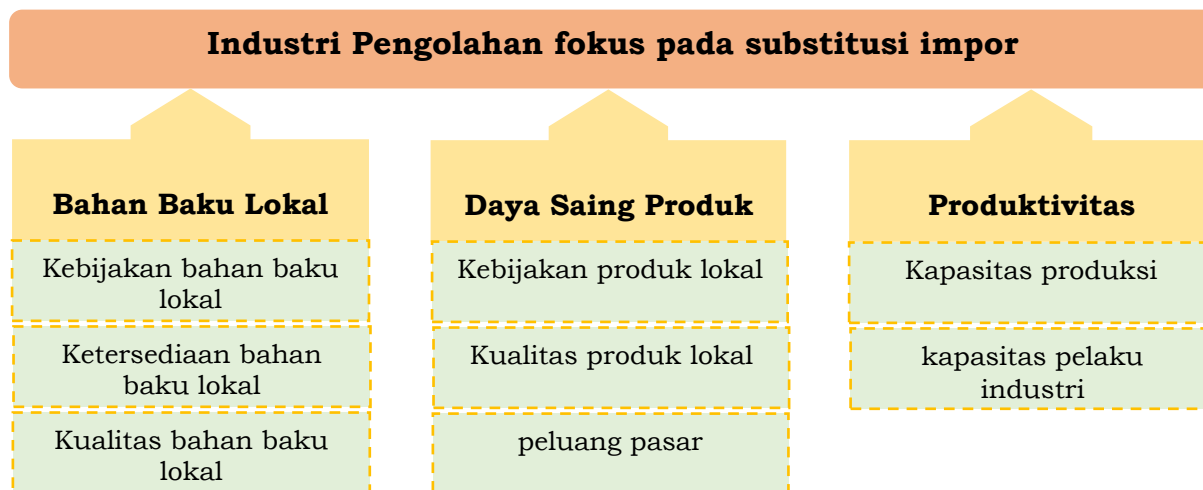 Industri Pengolahan fokus pada substitusi impor
Bahan Baku Lokal
Kebijakan bahan baku
lokal
Ketersediaan bahan
baku lokal
Kualitas bahan baku
lokal
Daya Saing Produk
Kebijakan produk lokal
Kualitas produk lokal
peluang pasar
Produktivitas
Kapasitas produksi
kapasitas pelaku
industri